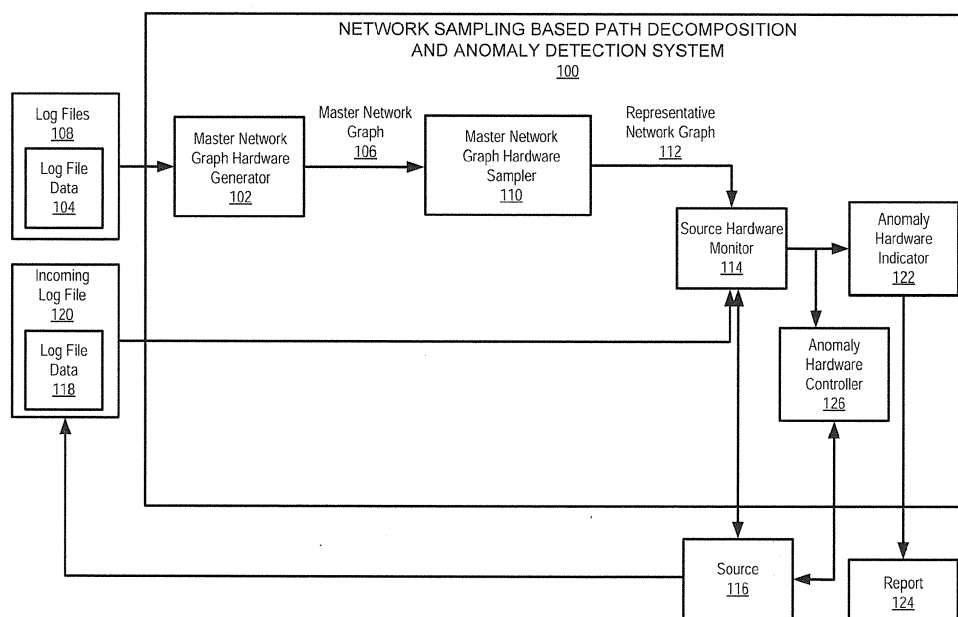 NETWORK SAMPLING BASED PATH DECOMPOSITION
AND ANOMALY DETECTION SYSTEM
100
Log Files
108
Log File
Data
104
Master Network
Graph Hardware
Generator
102
Master Network
Graph
106
Master Network
Graph Hardware
Sampler
110
Representative
Network Graph
112
Source Hardware
Monitor
114
Anomaly
Hardware
Indicator
122
Incoming
Log File
120
Log File
Data
118
Anomaly
Hardware
Controller
126
Source
116
Report
124